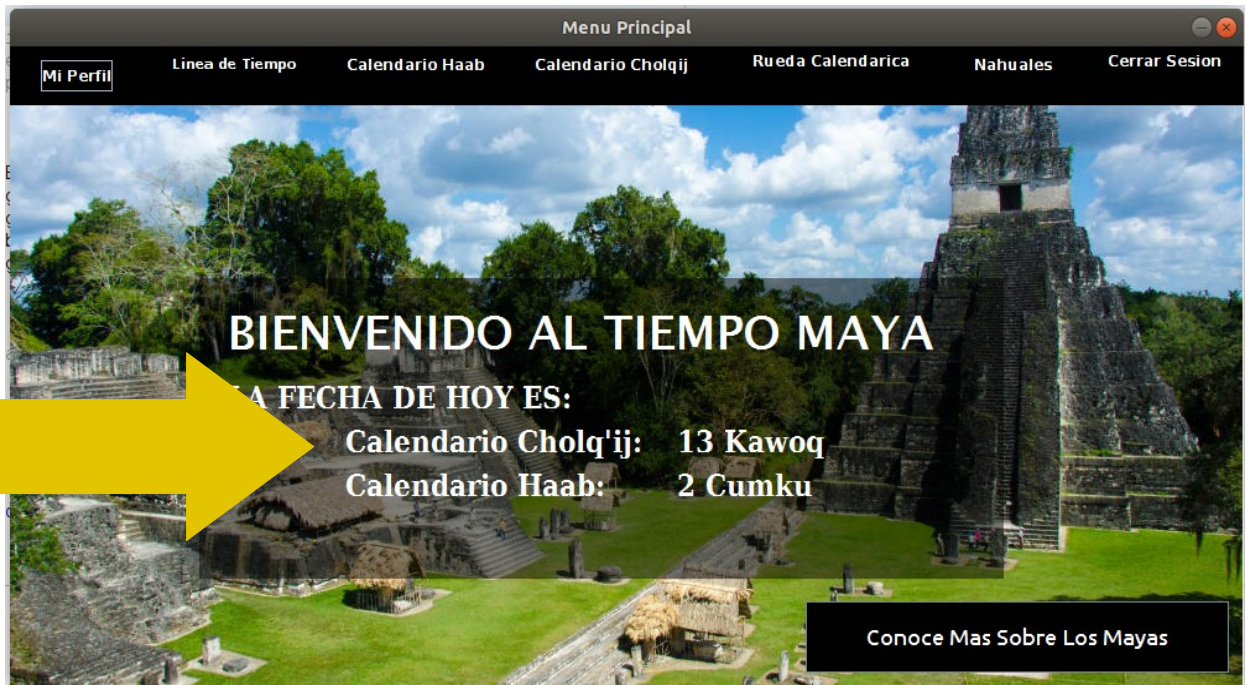 Menu Principal
Mi Perfil Linea de Tiempo Calendario Haab Calendario Cholqij Rueda Calendarica Nahuales Cerrar Sesion
BIENVENIDO AL TIEMPO MAYA
LA FECHA DE HOY ES:
Calendario Cholq'ij: 13 Kawoq
Calendario Haab: 2 Cumku
Conoce Mas Sobre Los Mayas